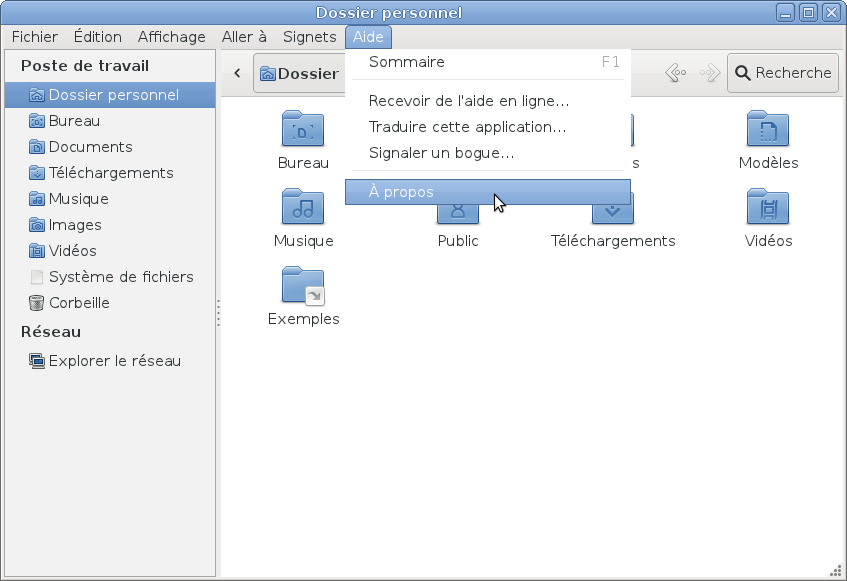 Dossier personnel
Fichier Édition Affichage Aller à Signets Aide
Poste de travail
Dossier personnel
Bureau
Documents
Téléchargements
Musique
Images
Vidéos
Système de fichiers
Corbeille
Réseau
Explorer le réseau
Dossier
Recherche
Sommaire F1
Recevoir de l'aide en ligne...
Traduire cette application...
Signaler un bogue...
À propos
Bureau
Modèles
Musique
Public
Téléchargements
Vidéos
Exemples